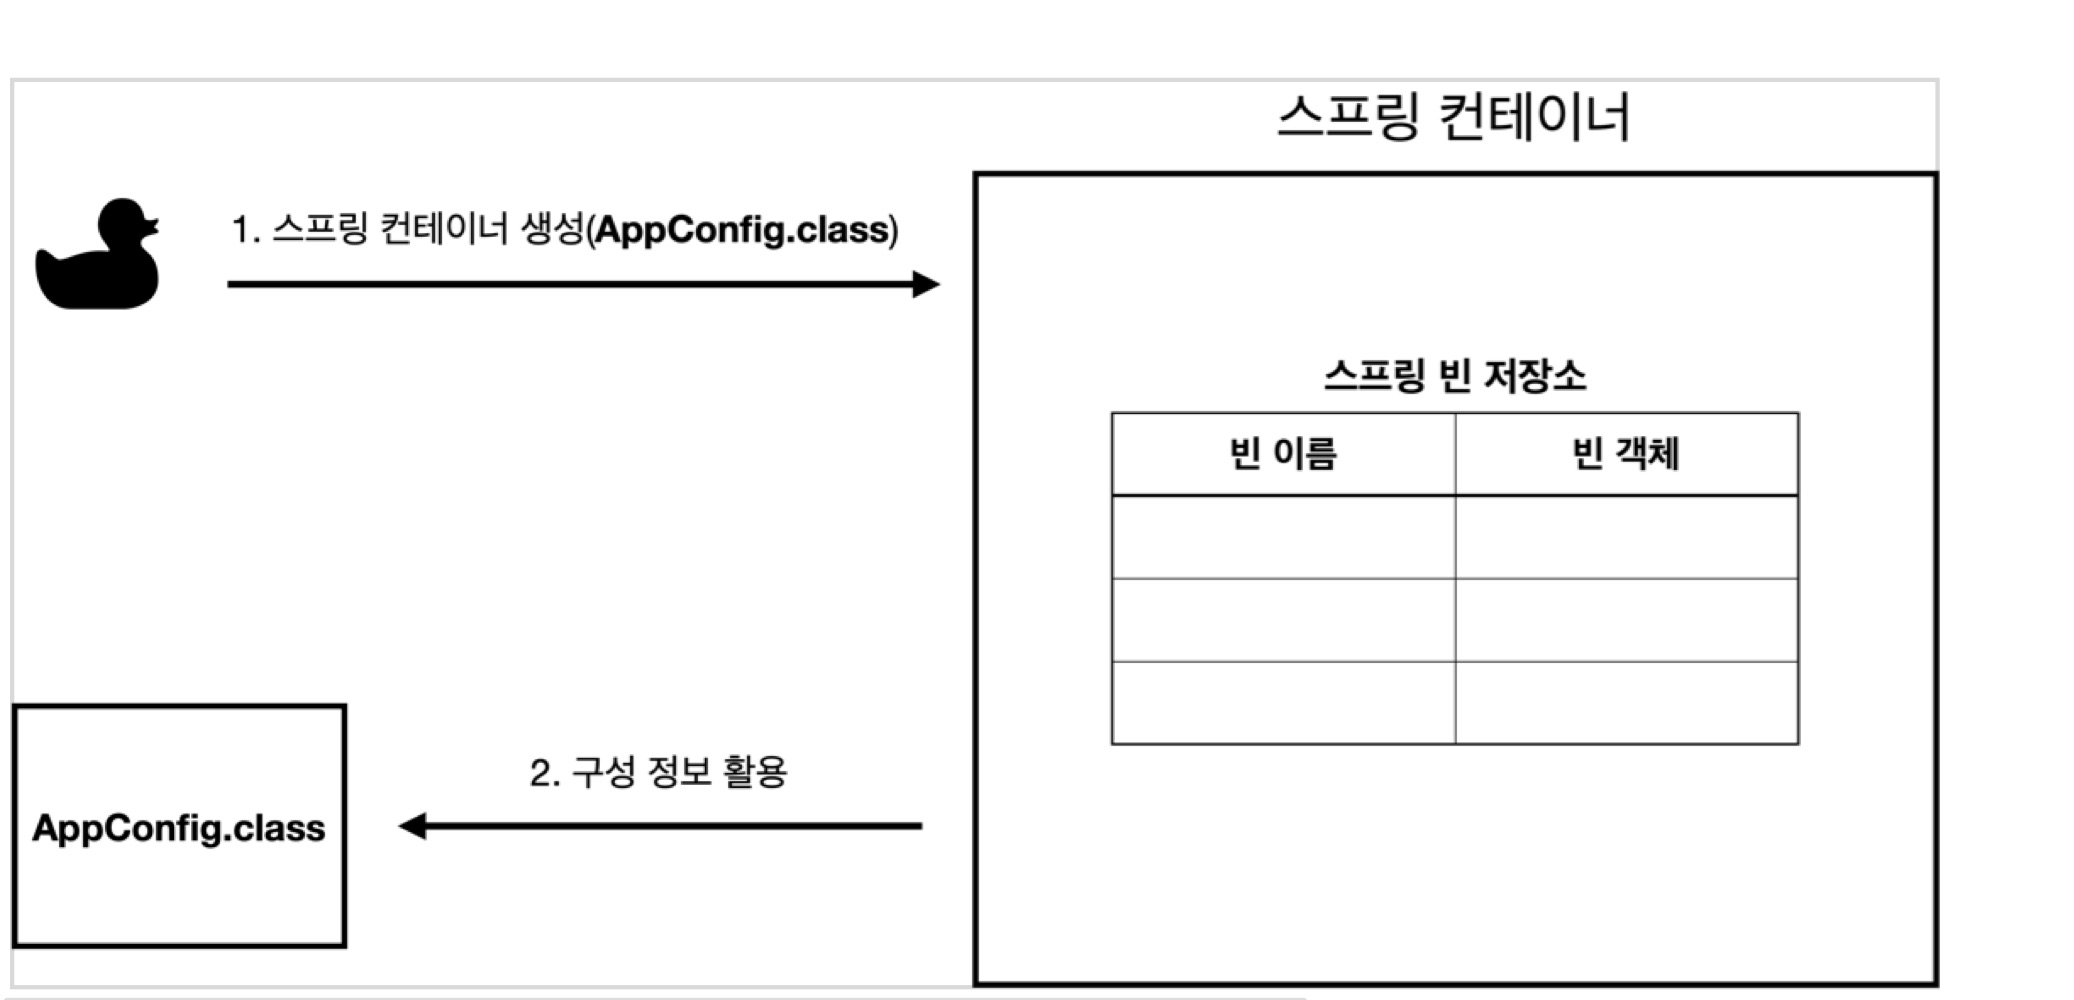 스프링 컨테이너
1. 스프링 컨테이너 생성(AppConfig.class)
스프링 빈 저장소
빈 이름 빈 객체
2. 구성 정보 활용
AppConfig.class